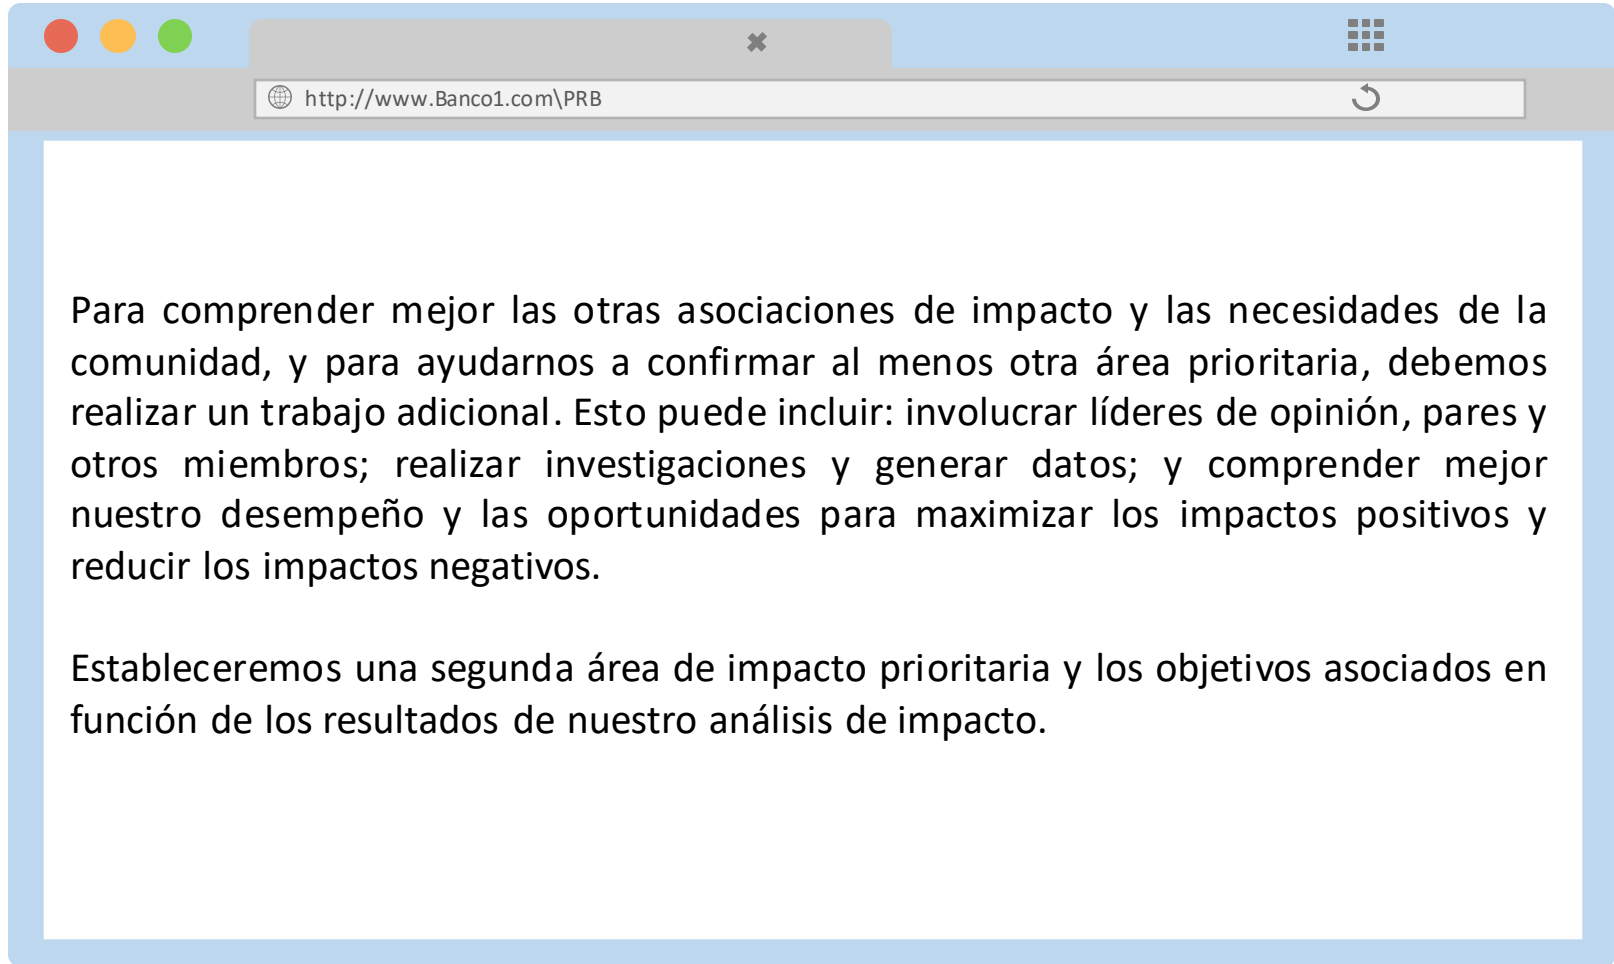 http://www.Banco1.com\PRB
Para comprender mejor las otras asociaciones de impacto y las necesidades de la
comunidad, y para ayudarnos a confirmar al menos otra área prioritaria, debemos
realizar un trabajo adicional. Esto puede incluir: involucrar líderes de opinión, pares y
otros miembros; realizar investigaciones y generar datos; y comprender mejor
nuestro desempeño y las oportunidades para maximizar los impactos positivos y
reducir los impactos negativos.
Estableceremos una segunda área de impacto prioritaria y los objetivos asociados en
función de los resultados de nuestro análisis de impacto.